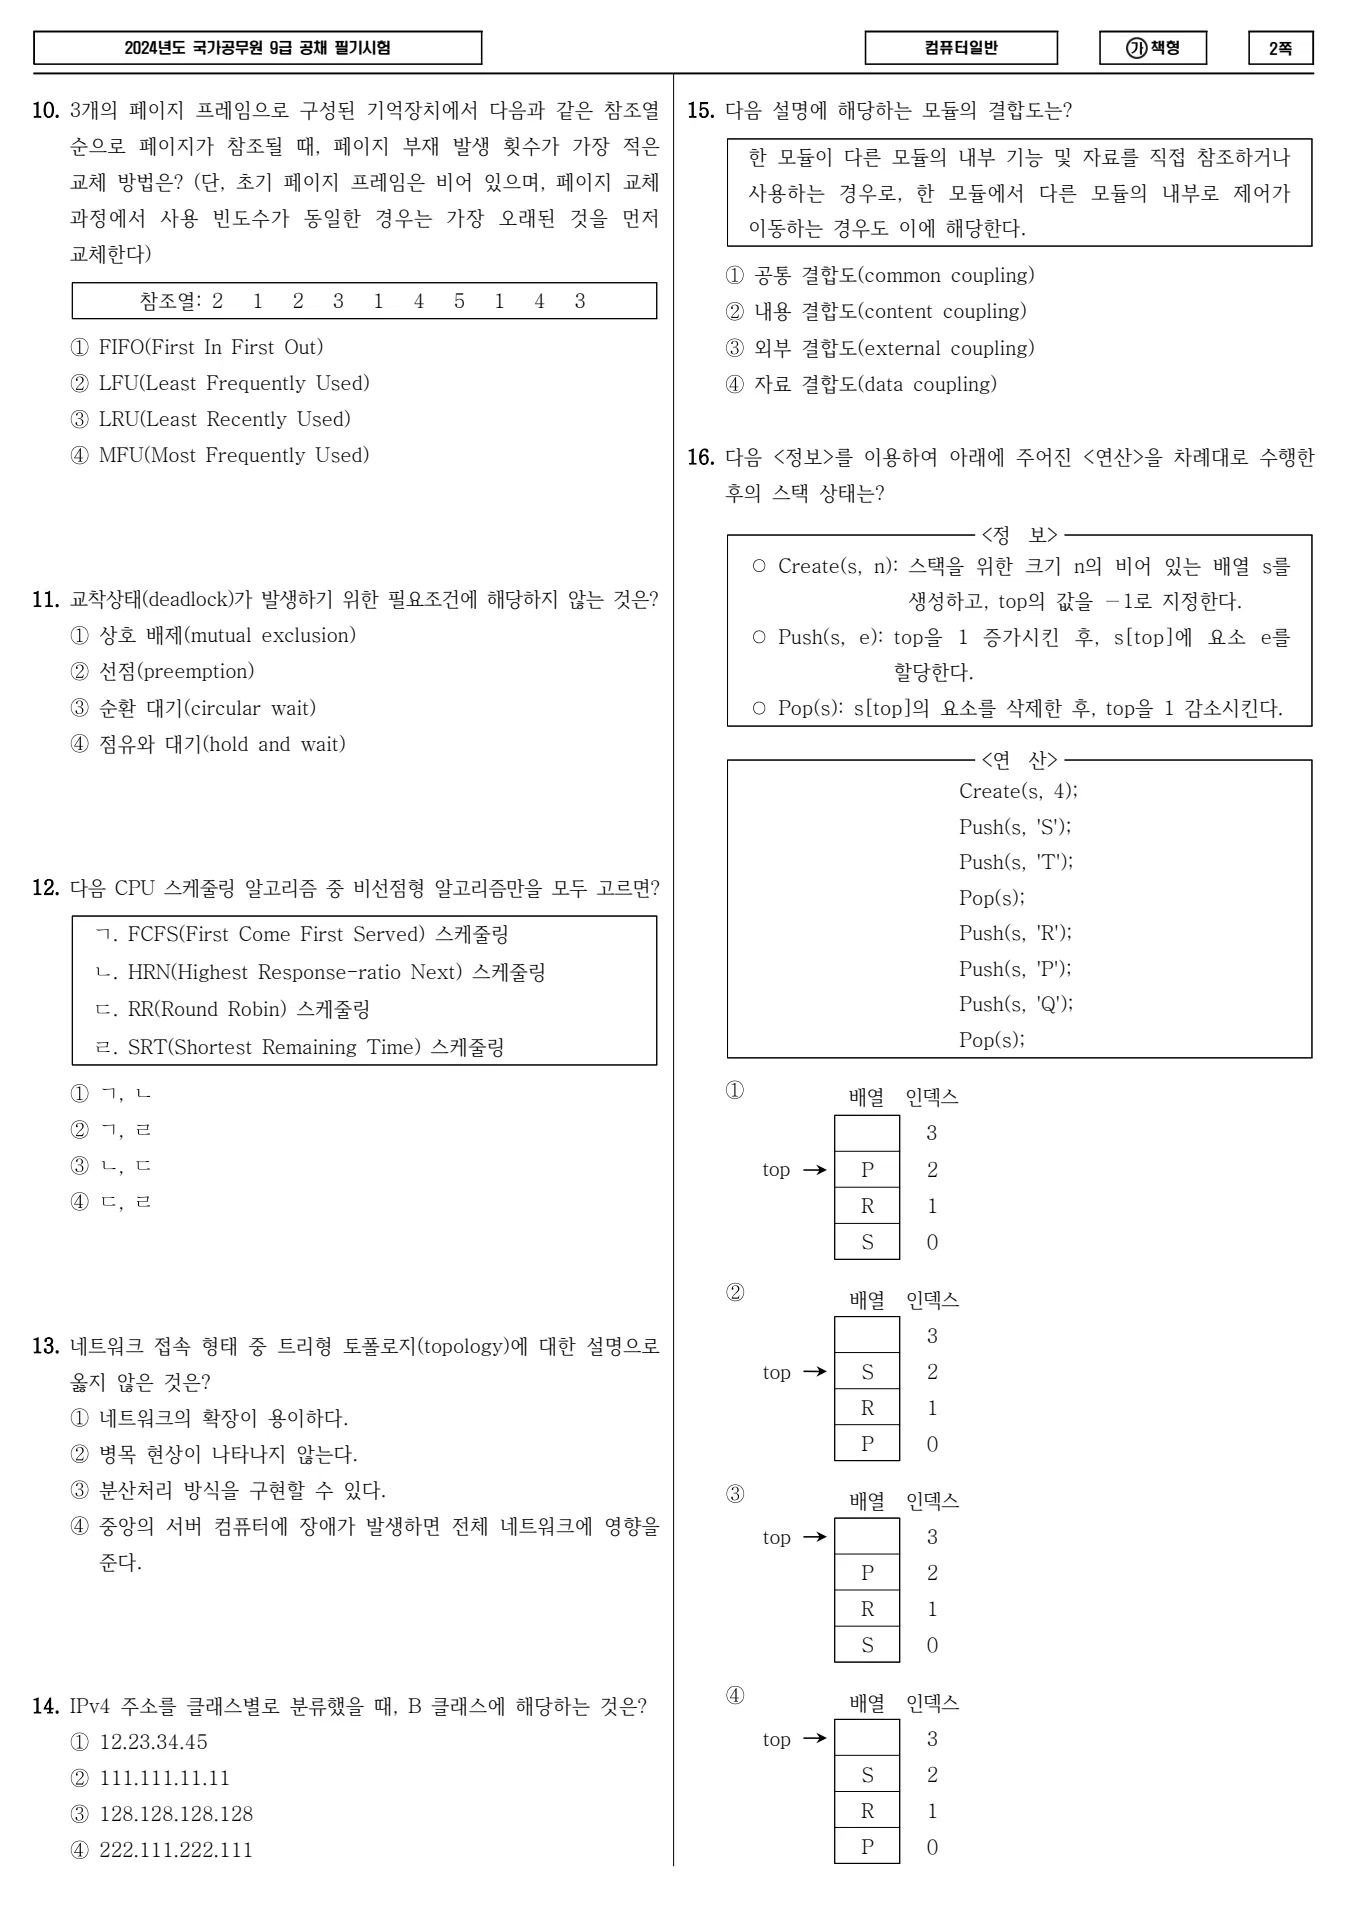 2024년도 국가공무원 9급 공채 필기시험
컴퓨터일반
㉮책형
2쪽
10. 3개의 페이지 프레임으로 구성된 기억장치에서 다음과 같은 참조열
순으로 페이지가 참조될 때, 페이지 부재 발생 횟수가 가장 적은
교체 방법은? (단, 초기 페이지 프레임은 비어 있으며, 페이지 교체
과정에서 사용 빈도수가 동일한 경우는 가장 오래된 것을 먼저
교체한다)
참조열: 2 1 2 3 1 4 5 1 4 3
① FIFO(First In First Out)
② LFU(Least Frequently Used)
③ LRU(Least Recently Used)
④ MFU(Most Frequently Used)
11. 교착상태(deadlock)가 발생하기 위한 필요조건에 해당하지 않는 것은?
① 상호 배제(mutual exclusion)
② 선점(preemption)
③ 순환 대기(circular wait)
④ 점유와 대기(hold and wait)
12. 다음 CPU 스케줄링 알고리즘 중 비선점형 알고리즘만을 모두 고르면?
ㄱ. FCFS(First Come First Served) 스케줄링
ㄴ. HRN(Highest Response-ratio Next) 스케줄링
ㄷ. RR(Round Robin) 스케줄링
ㄹ. SRT(Shortest Remaining Time) 스케줄링
① ㄱ, ㄴ
② ㄱ, ㄹ
③ ㄴ, ㄷ
④ ㄷ, ㄹ
13. 네트워크 접속 형태 중 트리형 토폴로지(topology)에 대한 설명으로
옳지 않은 것은?
① 네트워크의 확장이 용이하다.
② 병목 현상이 나타나지 않는다.
③ 분산처리 방식을 구현할 수 있다.
④ 중앙의 서버 컴퓨터에 장애가 발생하면 전체 네트워크에 영향을
준다.
14. IPv4 주소를 클래스별로 분류했을 때, B 클래스에 해당하는 것은?
① 12.23.34.45
② 111.111.11.11
③ 128.128.128.128
④ 222.111.222.111
15. 다음 설명에 해당하는 모듈의 결합도는?
한 모듈이 다른 모듈의 내부 기능 및 자료를 직접 참조하거나
사용하는 경우로, 한 모듈에서 다른 모듈의 내부로 제어가
이동하는 경우도 이에 해당한다.
① 공통 결합도(common coupling)
② 내용 결합도(content coupling)
③ 외부 결합도(external coupling)
④ 자료 결합도(data coupling)
16. 다음 <정보>를 이용하여 아래에 주어진 <연산>을 차례대로 수행한
후의 스택 상태는?
<정 보>
○ Create(s, n): 스택을 위한 크기 n의 비어 있는 배열 s를
생성하고, top의 값을 －1로 지정한다.
○ Push(s, e): top을 1 증가시킨 후, s[top]에 요소 e를
할당한다.
○ Pop(s): s[top]의 요소를 삭제한 후, top을 1 감소시킨다.
<연 산>
Create(s, 4);
Push(s, 'S');
Push(s, 'T');
Pop(s);
Push(s, 'R');
Push(s, 'P');
Push(s, 'Q');
Pop(s);
①
배열 인덱스
3
top → P 2
R 1
S 0
②
배열 인덱스
3
top → S 2
R 1
P 0
③
배열 인덱스
top → 3
P 2
R 1
S 0
④
배열 인덱스
top → 3
S 2
R 1
P 0